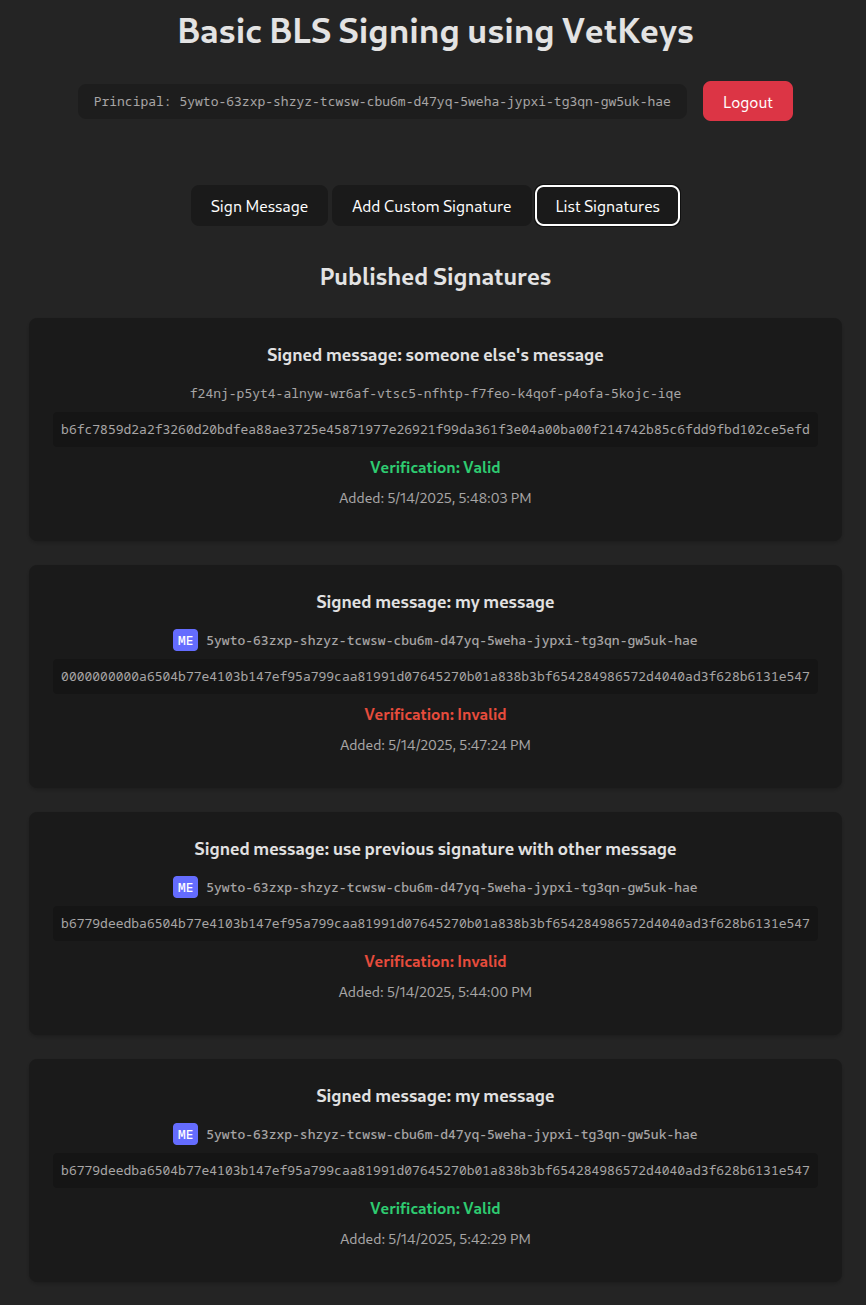 Basic BLS Signing using VetKeys
Principal: 5ywto-63zxp-shzyz-tcwsw-cbu6m-d47yq-5weha-jypxi-tg3qn-gw5uk-hae
Logout
Sign Message
Add Custom Signature
List Signatures
Published Signatures
Signed message: someone else's message
f24nj-p5yt4-alnyw-wr6af-vtsc5-nfhtp-f7feo-k4qof-p4ofa-5kojc-iqe
b6fc7859d2a2f3260d20bdfea88ae3725e45871977e26921f99da361f3e04a00ba00f214742b85c6fdd9fbd102ce5efd
Verification: Valid
Added: 5/14/2025, 5:48:03 PM
Signed message: my message
ME 5ywto-63zxp-shzyz-tcwsw-cbu6m-d47yq-5weha-jypxi-tg3qn-gw5uk-hae
0000000000a6504b77e4103b147ef95a799caa81991d07645270b01a838b3bf654284986572d4040ad3f628b6131e547
Verification: Invalid
Added: 5/14/2025, 5:47:24 PM
Signed message: use previous signature with other message
ME 5ywto-63zxp-shzyz-tcwsw-cbu6m-d47yq-5weha-jypxi-tg3qn-gw5uk-hae
b6779deedba6504b77e4103b147ef95a799caa81991d07645270b01a838b3bf654284986572d4040ad3f628b6131e547
Verification: Invalid
Added: 5/14/2025, 5:44:00 PM
Signed message: my message
ME 5ywto-63zxp-shzyz-tcwsw-cbu6m-d47yq-5weha-jypxi-tg3qn-gw5uk-hae
b6779deedba6504b77e4103b147ef95a799caa81991d07645270b01a838b3bf654284986572d4040ad3f628b6131e547
Verification: Valid
Added: 5/14/2025, 5:42:29 PM